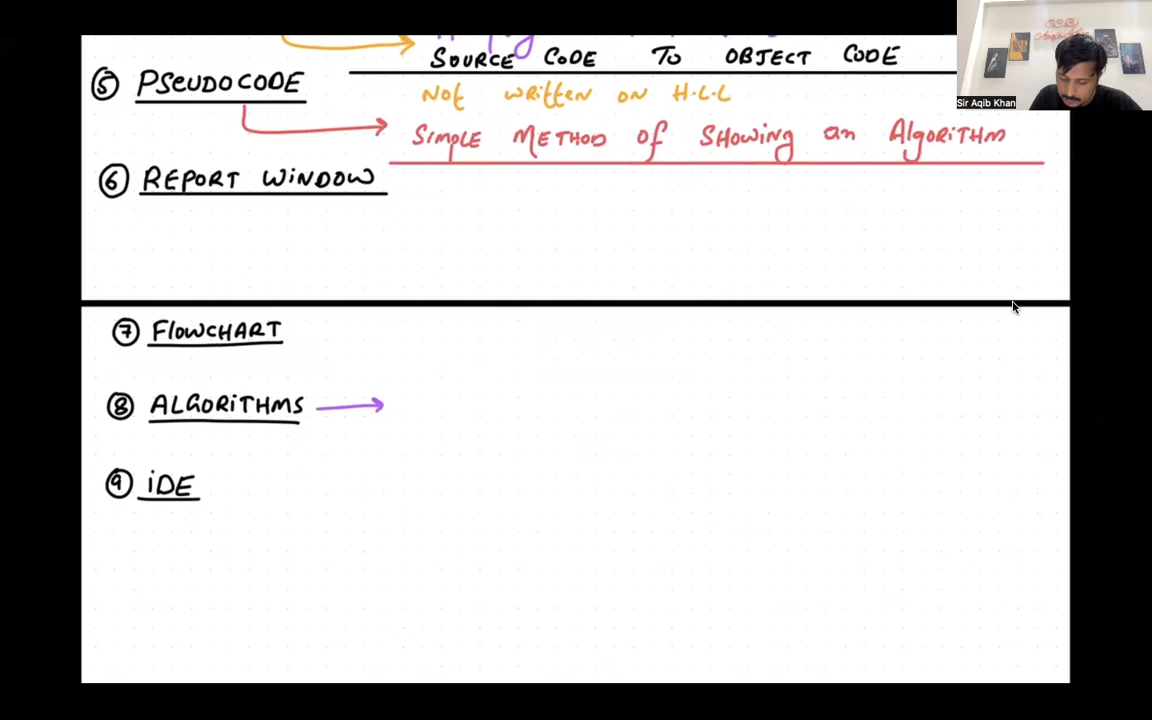 SOURCE CODE TO OBJECT CODE
5 PSEUDOCODE
Not written on H.L.L
SIMPLE METHOD of SHOWing an AlgoRiTHM
6 REPORT WiNDOW
7 FlowCHART
8 ALGORiTHMS
9 iDE
Sir Aqib Khan